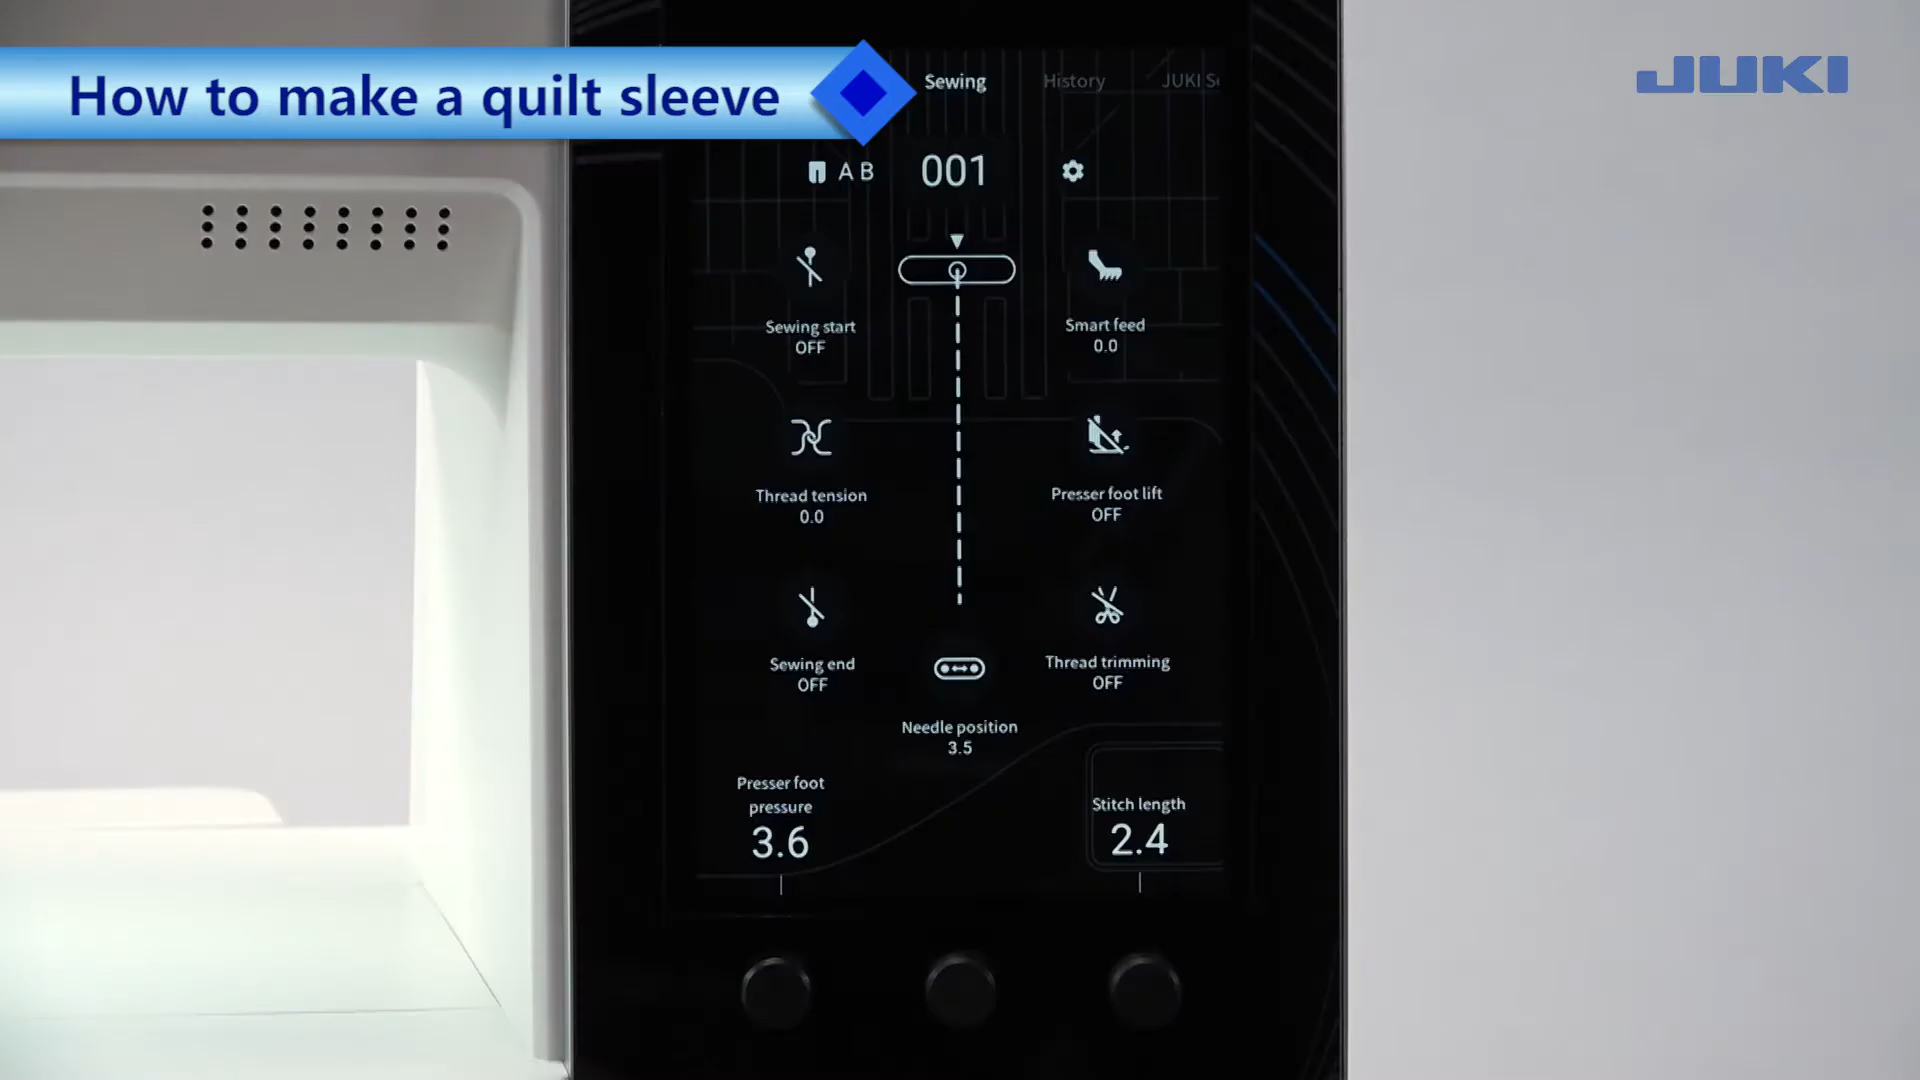 How to make a quilt sleeve
JUKI
Sewing
History
JUKI S
A B
001
Sewing start
OFF
Smart feed
0.0
Thread tension
0.0
Presser foot lift
OFF
Sewing end
OFF
Thread trimming
OFF
Needle position
3.5
Presser foot
pressure
3.6
Stitch length
2.4